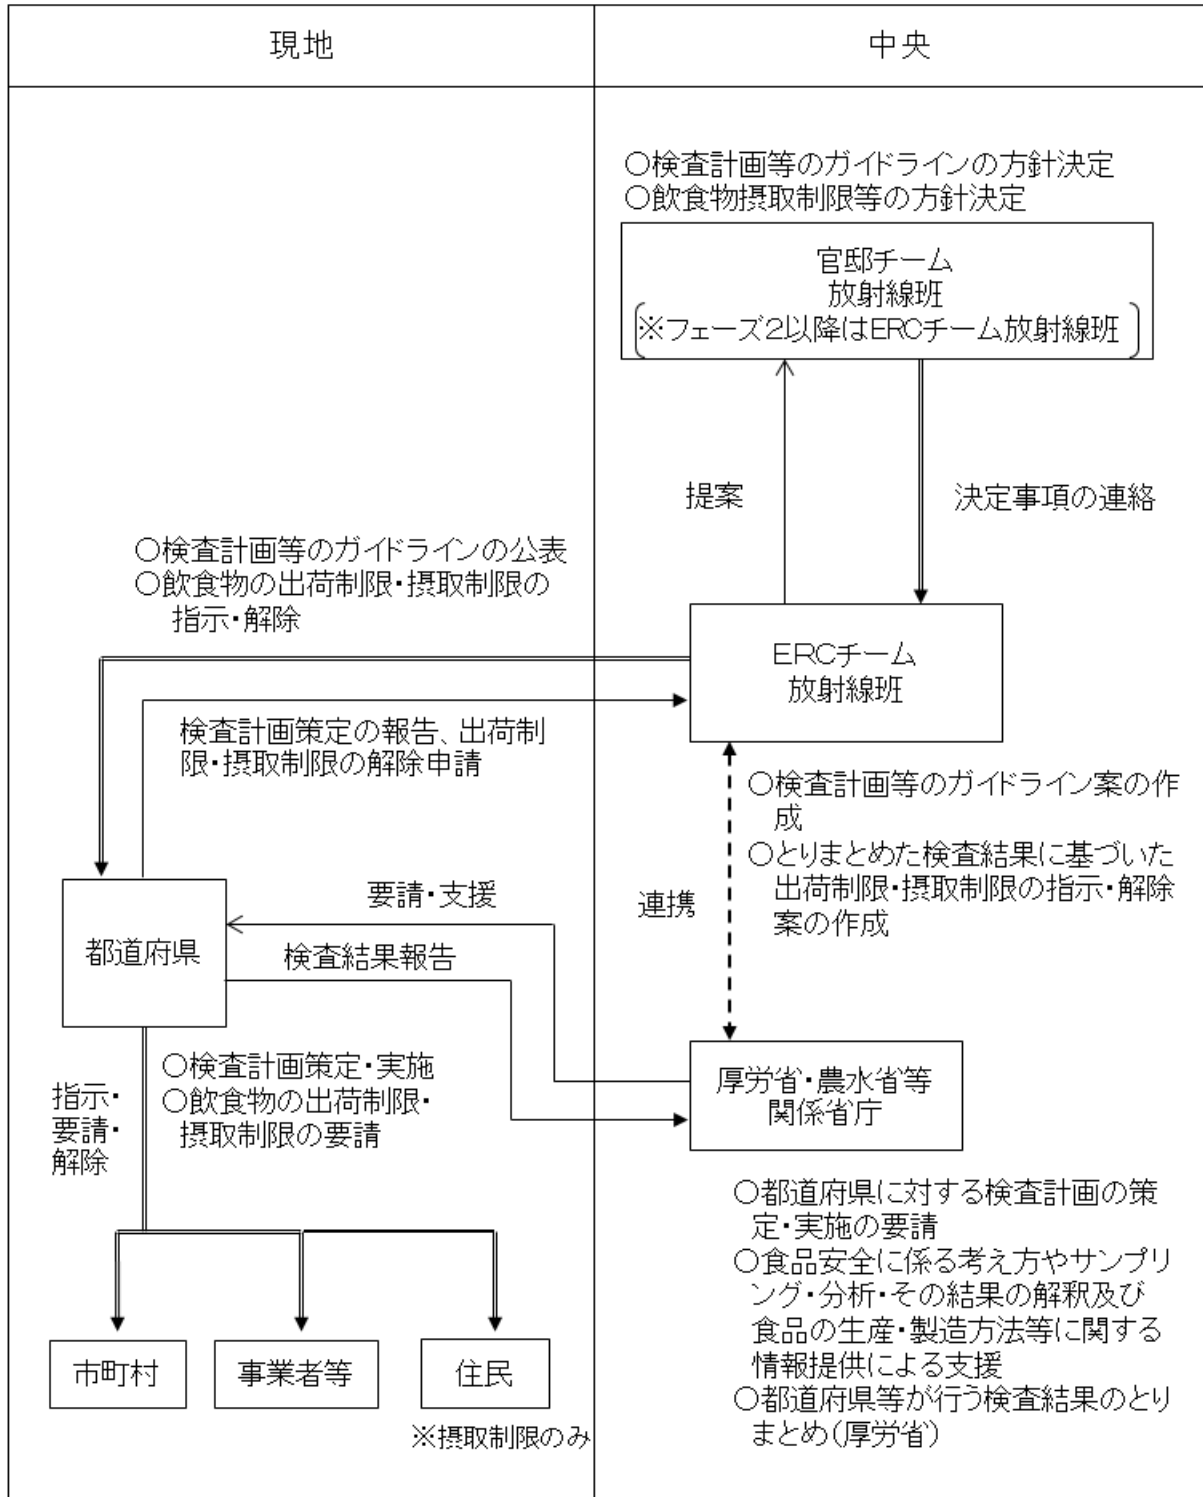 現地
中央
○検査計画等のガイドラインの方針決定
○飲食物摂取制限等の方針決定
官邸チーム
放射線班
※フェーズ2以降はERCチーム放射線班
提案
決定事項の連絡
○検査計画等のガイドラインの公表
○飲食物の出荷制限・摂取制限の
指示・解除
ERCチーム
放射線班
検査計画策定の報告、出荷制
限・摂取制限の解除申請
○検査計画等のガイドライン案の作
成
○とりまとめた検査結果に基づいた
出荷制限・摂取制限の指示・解除
案の作成
連携
要請・支援
都道府県
検査結果報告
○検査計画策定・実施
○飲食物の出荷制限・
摂取制限の要請
指示・
要請・
解除
厚労省・農水省等
関係省庁
○都道府県に対する検査計画の策
定・実施の要請
○食品安全に係る考え方やサンプリ
ング・分析・その結果の解釈及び
食品の生産・製造方法等に関する
情報提供による支援
○都道府県等が行う検査結果のとり
まとめ(厚労省)
市町村
事業者等
住民
※摂取制限のみ